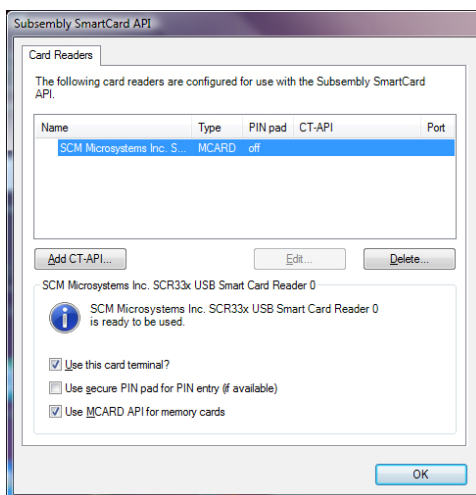 Subsembly SmartCard API
Card Readers
The following card readers are configured for use with the Subsembly SmartCard
API.
Name Type PIN pad CT-API Port
SCM Microsystems Inc. S... MCARD off
Add CT-API... Edit... Delete...
SCM Microsystems Inc. SCR33x USB Smart Card Reader 0
SCM Microsystems Inc. SCR33x USB Smart Card Reader 0
is ready to be used.
Use this card terminal?
Use secure PIN pad for PIN entry (if available)
Use MCARD API for memory cards
OK